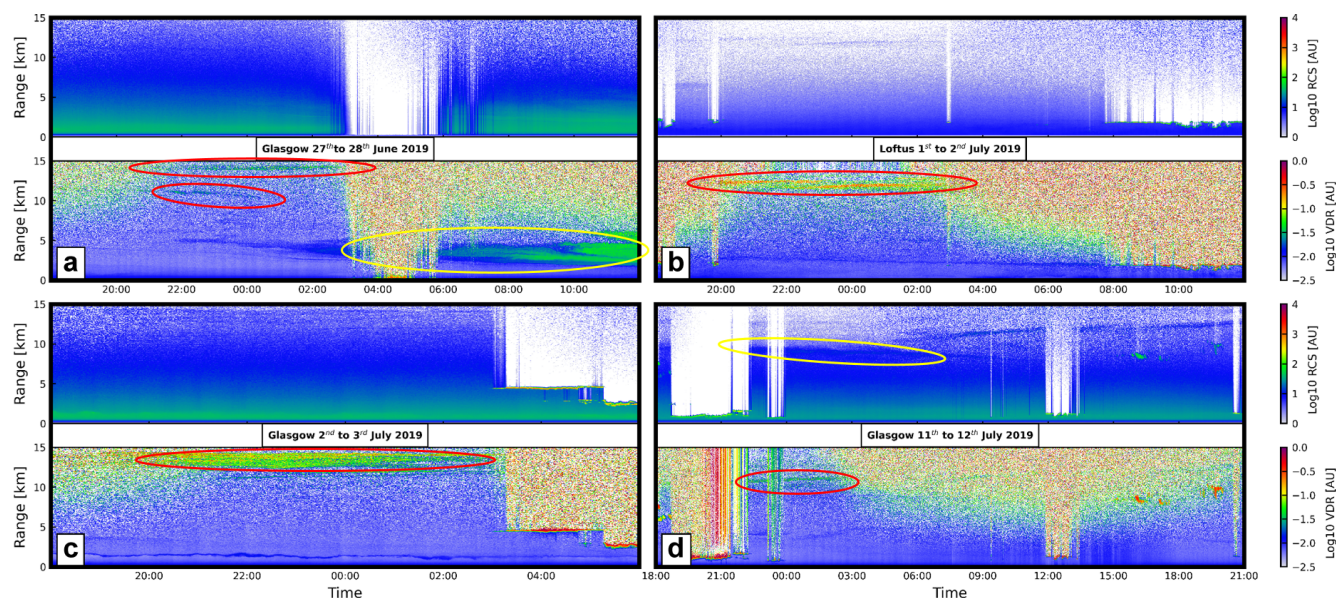 15
10
5
0
Range [km]
4
3
2
1
0
Log10 RCS [AU]
Glasgow 27th to 28th June 2019
Loftus 1st to 2nd July 2019
15
10
5
0
Range [km]
a
b
0.0
−0.5
−1.0
−1.5
−2.0
−2.5
Log10 VDR [AU]
20:00 22:00 00:00 02:00 04:00 06:00 08:00 10:00
20:00 22:00 00:00 02:00 04:00 06:00 08:00 10:00
15
10
5
0
Range [km]
4
3
2
1
0
Log10 RCS [AU]
Glasgow 2nd to 3rd July 2019
Glasgow 11th to 12th July 2019
15
10
5
0
Range [km]
c
d
0.0
−0.5
−1.0
−1.5
−2.0
−2.5
Log10 VDR [AU]
20:00 22:00 00:00 02:00 04:00
18:00 21:00 00:00 03:00 06:00 09:00 12:00 15:00 18:00 21:00
Time
Time